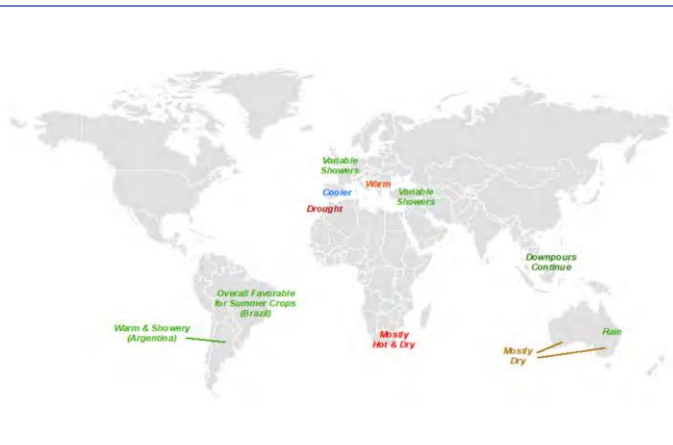 Variable
Showers
Warm
Cooler
Variable
Showers
Drought
Downpours
Continue
Overall Favorable
for Summer Crops
(Brazil)
Warm & Showery
(Argentina)
Mostly
Hot & Dry
Rain
Mostly
Dry